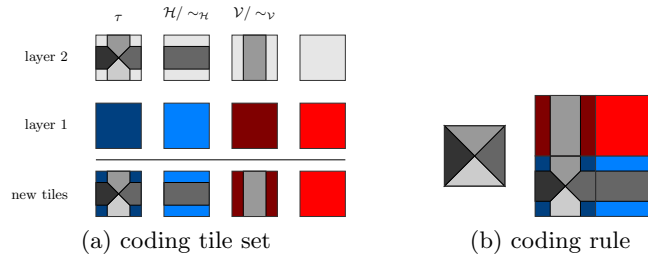 τ ℋ/ ∼ℋ 𝒱/ ∼𝒱
layer 2
layer 1
new tiles
(a) coding tile set
(b) coding rule